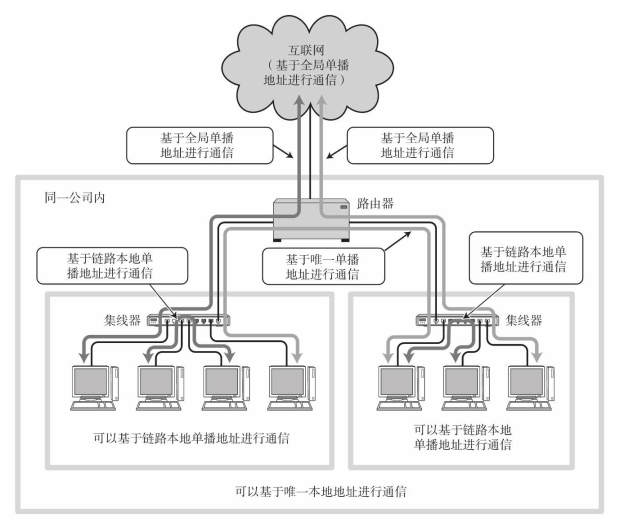 互联网
（基于全局单播
地址进行通信）
基于全局单播
地址进行通信
基于全局单播
地址进行通信
同一公司内
路由器
基于链路本地单
播地址进行通信
基于唯一单播
地址进行通信
基于链路本地单
播地址进行通信
集线器
集线器
可以基于链路本地单播地址进行通信
可以基于链路本地
单播地址进行通信
可以基于唯一本地地址进行通信